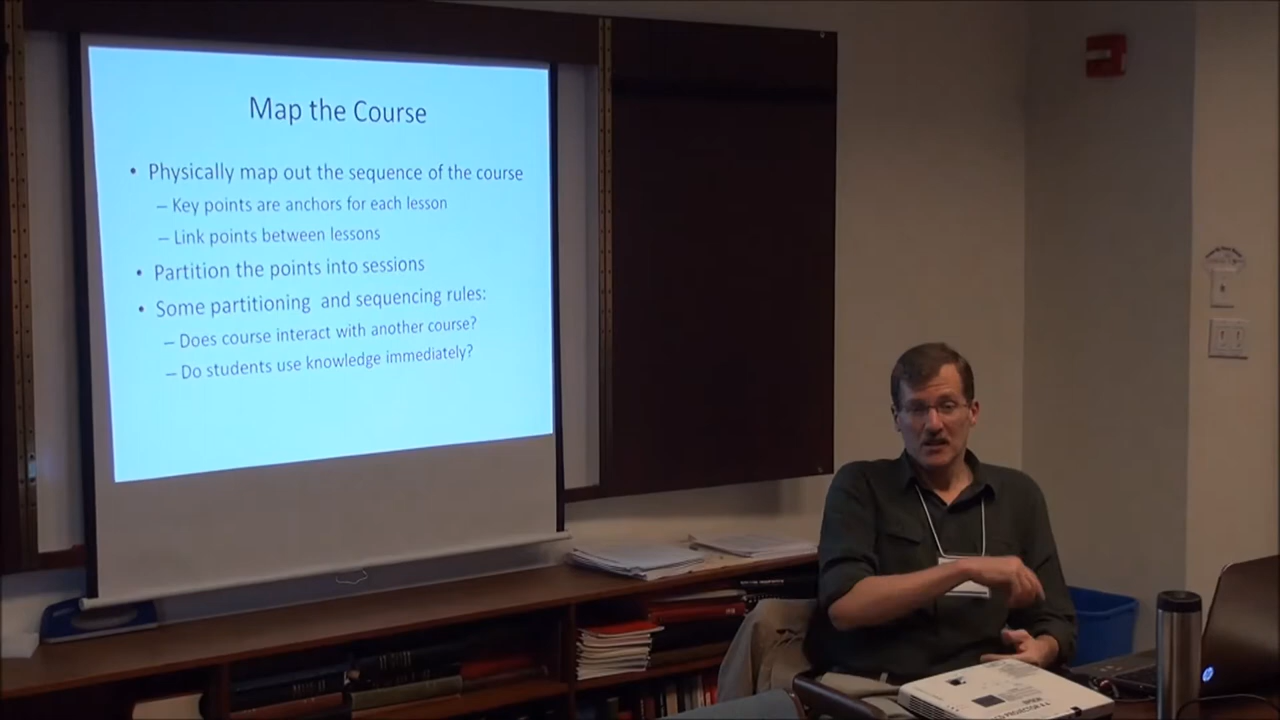 Map the Course
• Physically map out the sequence of the course
– Key points are anchors for each lesson
– Link points between lessons
• Partition the points into sessions
• Some partitioning and sequencing rules:
– Does course interact with another course?
– Do students use knowledge immediately?